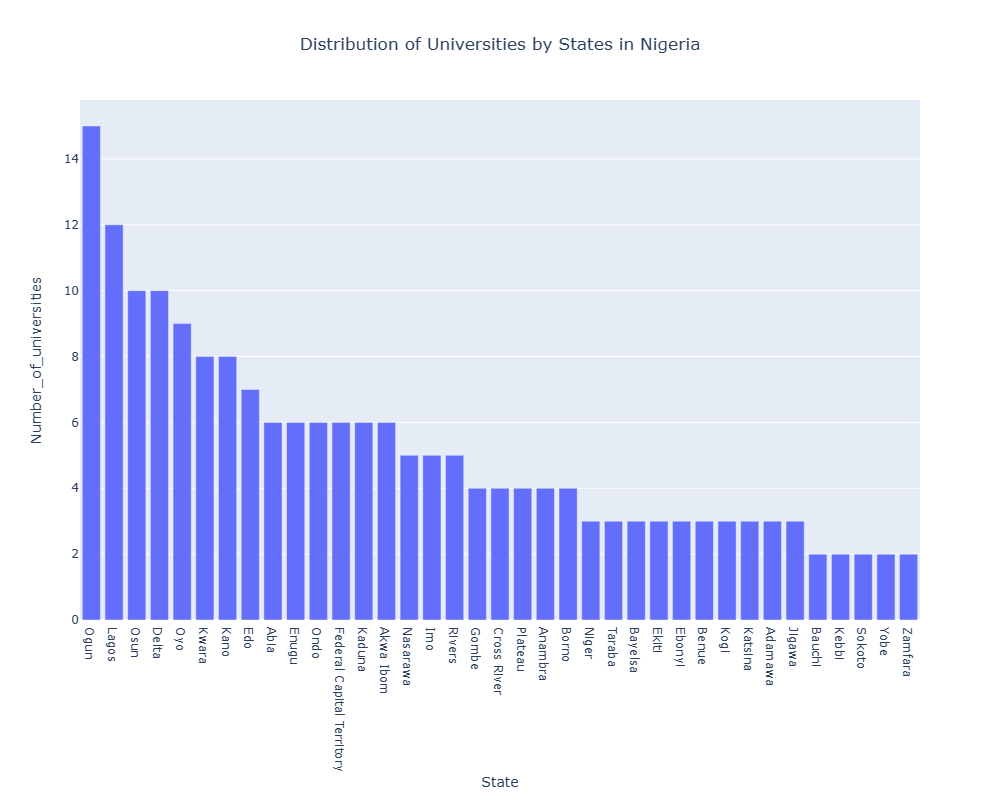 Distribution of Universities by States in Nigeria
Number_of_universities
14
12
10
8
6
4
2
0
Ogun
Lagos
Osun
Delta
Oyo
Kwara
Kano
Edo
Abia
Enugu
Ondo
Federal Capital Territory
Kaduna
Akwa Ibom
Nasarawa
Imo
Rivers
Gombe
Cross River
Plateau
Anambra
Borno
Niger
Taraba
Bayelsa
Ekiti
Ebonyi
Benue
Kogi
Katsina
Adamawa
Jigawa
Bauchi
Kebbi
Sokoto
Yobe
Zamfara
State